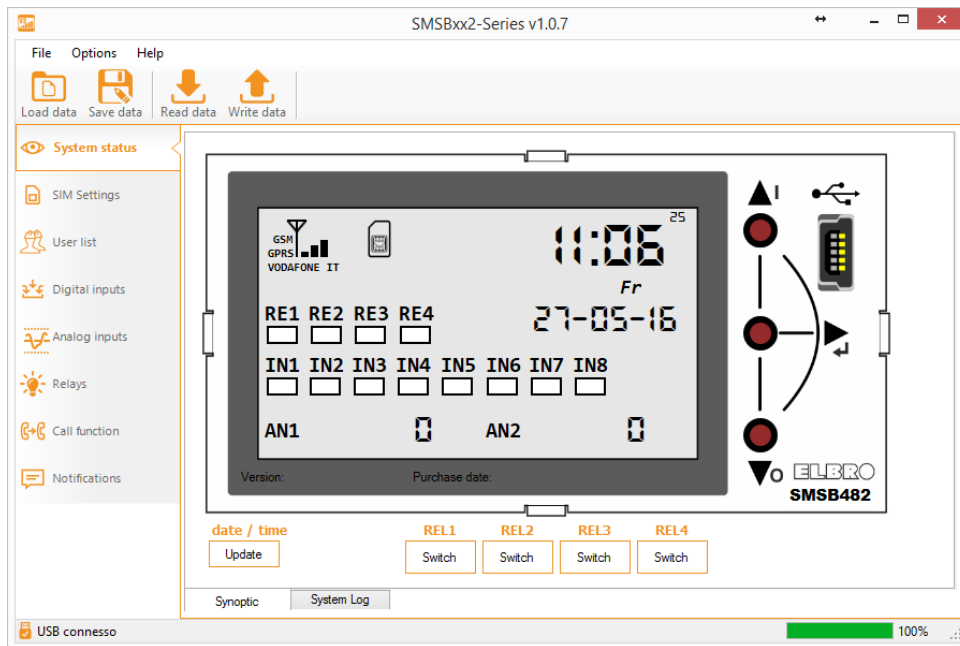 SMSBxx2-Series v1.0.7
File Options Help
Load data Save data Read data Write data
System status
SIM Settings
User list
Digital inputs
Analog inputs
Relays
Call function
Notifications
GSM
GPRS
VODAFONE IT
11:06 25
Fr
27-05-16
RE1 RE2 RE3 RE4
IN1 IN2 IN3 IN4 IN5 IN6 IN7 IN8
AN1 0 AN2 0
Version: Purchase date:
I
O
ELBRO
SMSB482
date / time REL1 REL2 REL3 REL4
Update Switch Switch Switch Switch
Synoptic System Log
USB connesso 100%